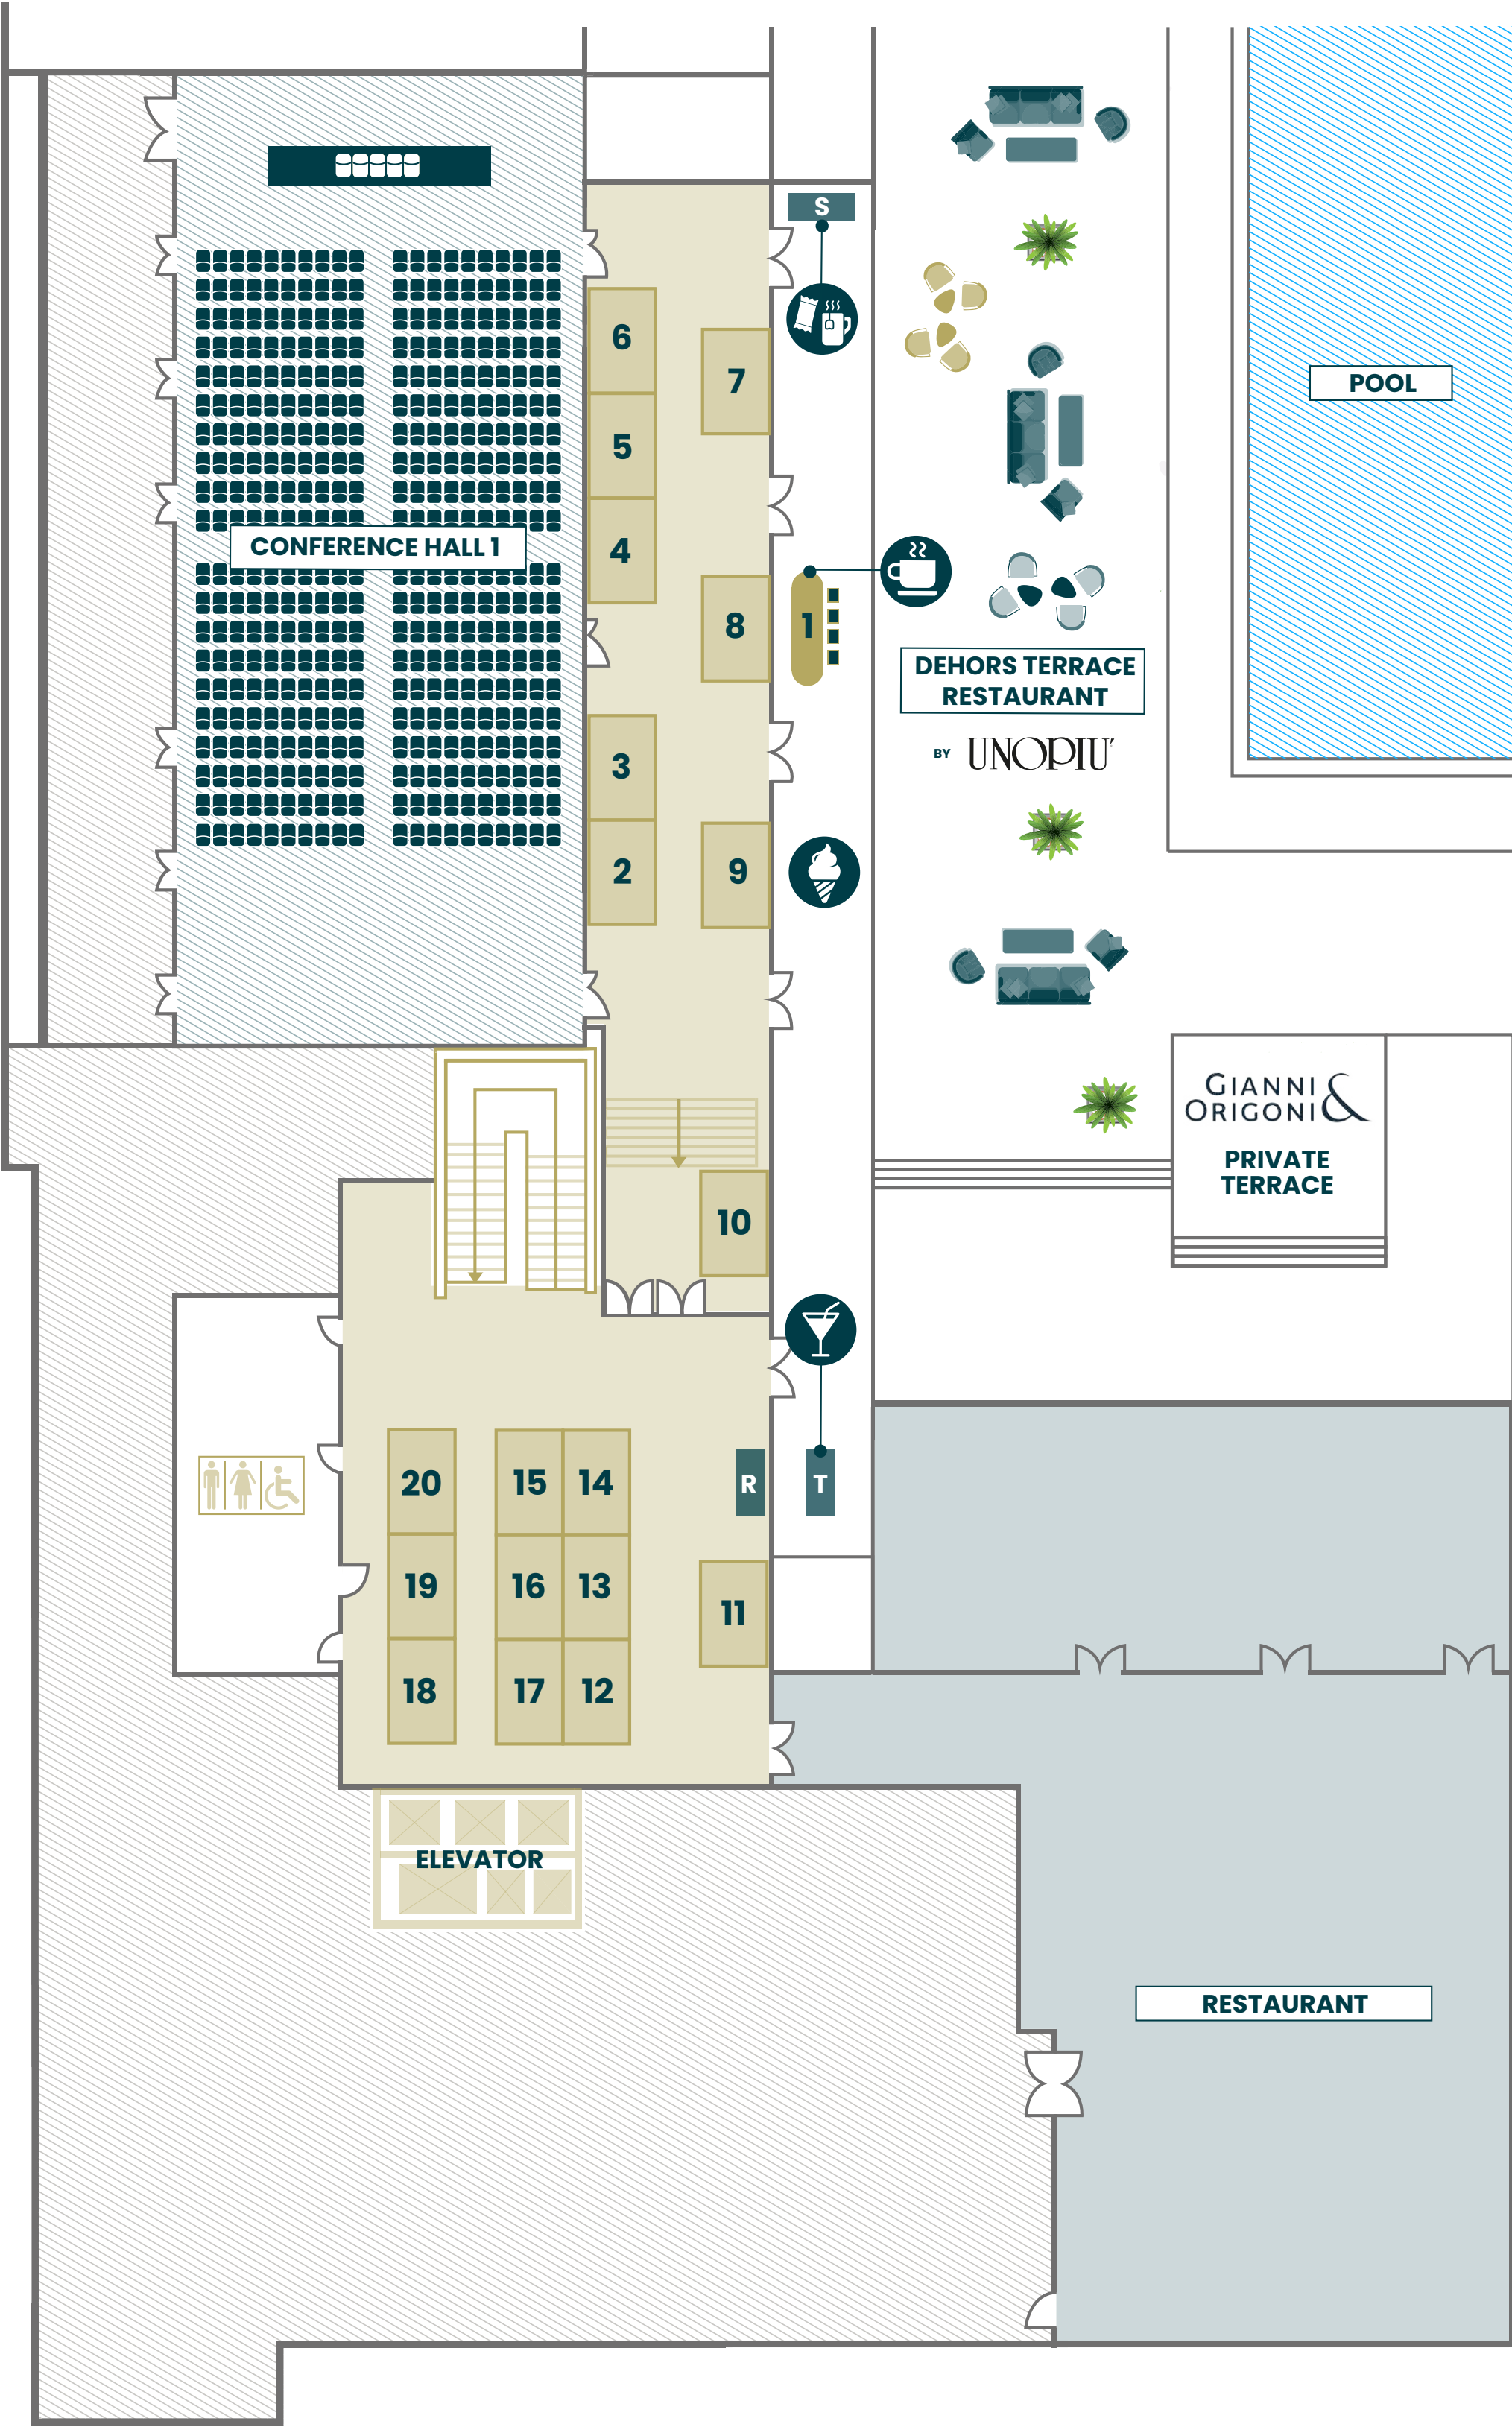 S
6
7
5
POOL
CONFERENCE HALL 1
4
8
1
DEHORS TERRACE
RESTAURANT
BY UNOPIU'
3
2
9
GIANNI &
ORIGONI
PRIVATE
TERRACE
10
20
15
14
R
T
19
16
13
11
18
17
12
ELEVATOR
RESTAURANT